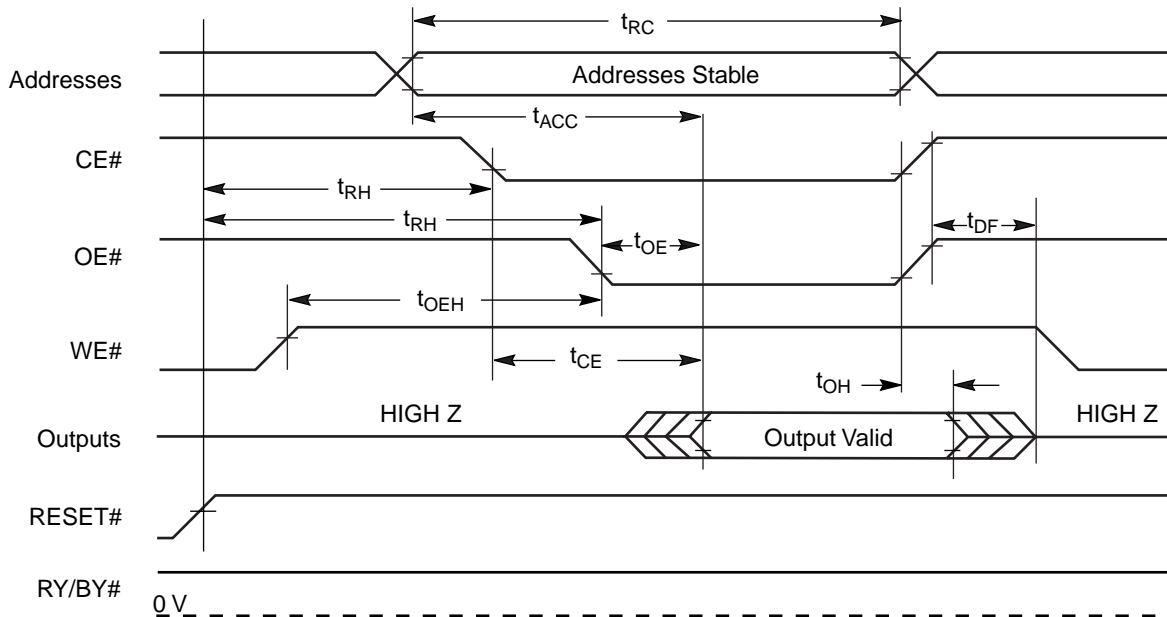 tRC
Addresses
Addresses Stable
tACC
CE#
tRH
tRH
tDF
OE#
tOE
tOEH
WE#
tCE
tOH
HIGH Z
HIGH Z
Outputs
Output Valid
RESET#
RY/BY#
0 V